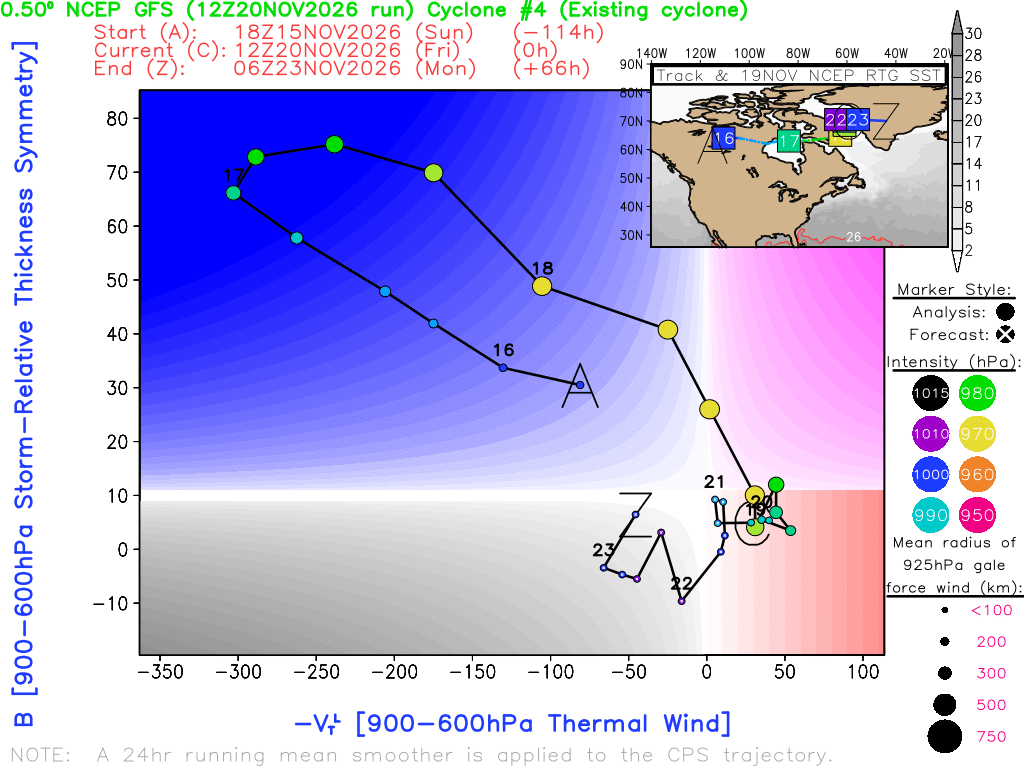 0.50° NCEP GFS (12Z20NOV2026 run) Cyclone #4 (Existing cyclone)
Start (A): 18Z15NOV2026 (Sun) (−114h)
Current (C): 12Z20NOV2026 (Fri) (0h)
End (Z): 06Z23NOV2026 (Mon) (+66h)
140W 120W 100W 80W 60W 40W 20W
90N
Track & 19NOV NCEP RTG SST
80N
70N
60N
50N
40N
30N
A 16 17 22 23 Z
26
30
28
26
23
20
17
14
11
8
5
2
B [900−600hPa Storm−Relative Thickness Symmetry]
80
70
60
50
40
30
20
10
0
−10
17
18
16
A
21
20
19
C
Z
23
22
−350 −300 −250 −200 −150 −100 −50 0 50 100
−V_T^L [900−600hPa Thermal Wind]
Marker Style:
Analysis:
Forecast:
Intensity (hPa):
1015 980
1010 970
1000 960
990 950
Mean radius of
925hPa gale
force wind (km):
<100
200
300
500
750
NOTE: A 24hr running mean smoother is applied to the CPS trajectory.